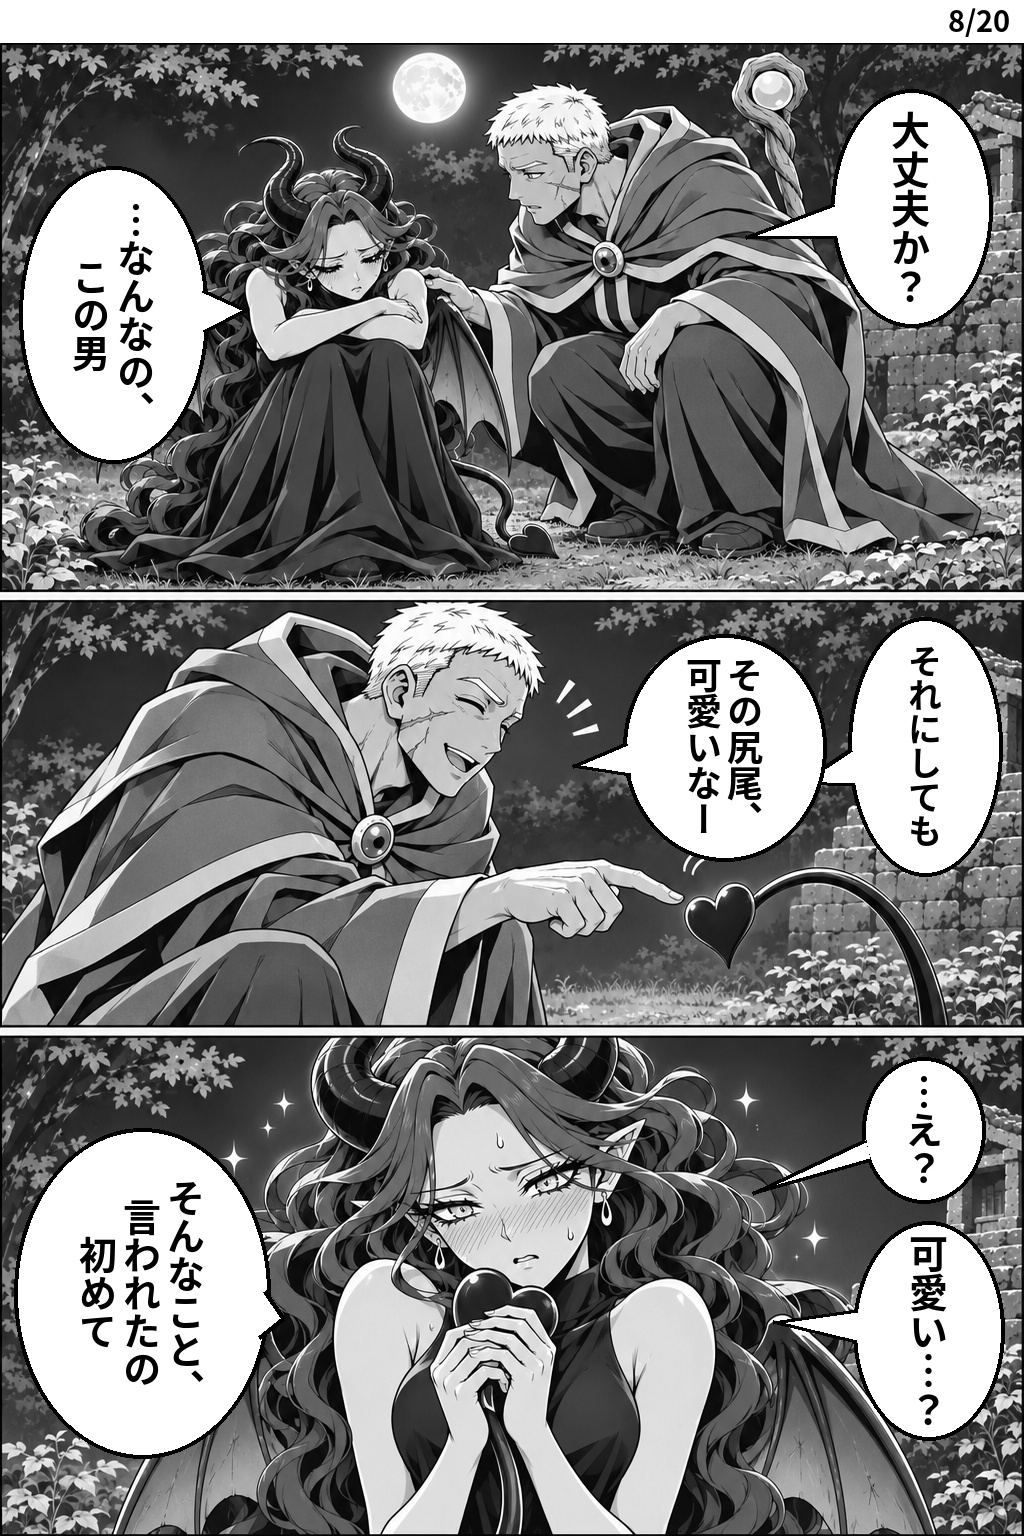 8/20
大丈夫か？
…なんなの、
この男
それにしても
その尻尾、
可愛いなー
…え？
可愛い…？
そんなこと、
言われたの
初めて